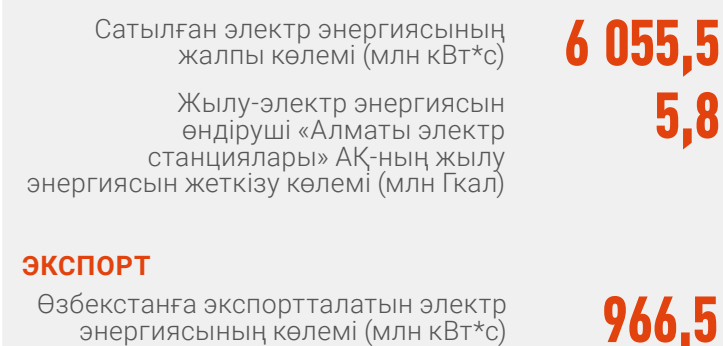 Сатылған электр энергиясының
жалпы көлемі (млн кВт*с)
6 055,5
Жылу-электр энергиясын
өндіруші «Алматы электр
станциялары» АҚ-ның жылу
энергиясын жеткізу көлемі (млн Гкал)
5,8
ЭКСПОРТ
Өзбекстанға экспортталатын электр
энергиясының көлемі (млн кВт*с)
966,5